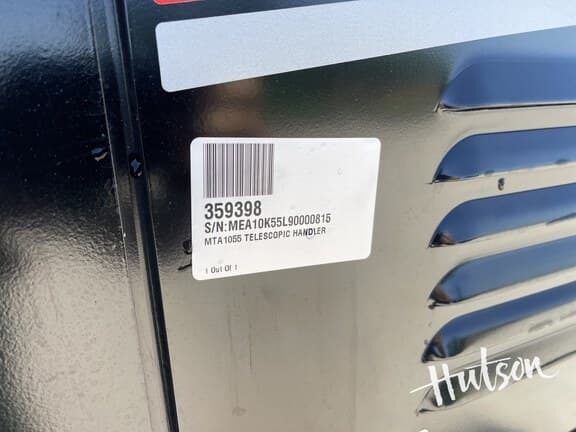 359398
S/N:MEA10K55L90000815
MTA1055 TELESCOPIC HANDLER
1 Out Of 1
Hutson